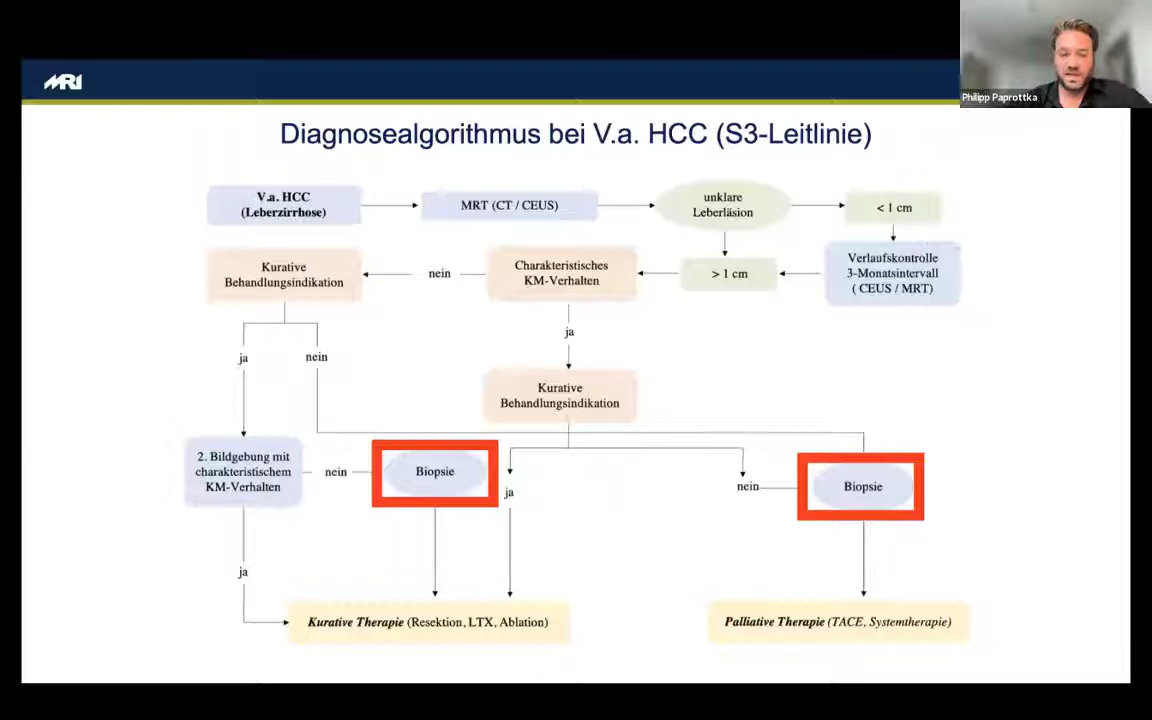 MRI
Philipp Paprottka
Diagnosealgorithmus bei V.a. HCC (S3-Leitlinie)
V.a. HCC
(Leberzirrhose)
MRT (CT / CEUS)
unklare
Leberläsion
< 1 cm
Kurative
Behandlungsindikation
nein
Charakteristisches
KM-Verhalten
> 1 cm
Verlaufskontrolle
3-Monatsintervall
( CEUS / MRT)
ja
ja
nein
Kurative
Behandlungsindikation
2. Bildgebung mit
charakteristischem
KM-Verhalten
nein
Biopsie
ja
nein
Biopsie
ja
Kurative Therapie (Resektion, LTX, Ablation)
Palliative Therapie (TACE, Systemtherapie)